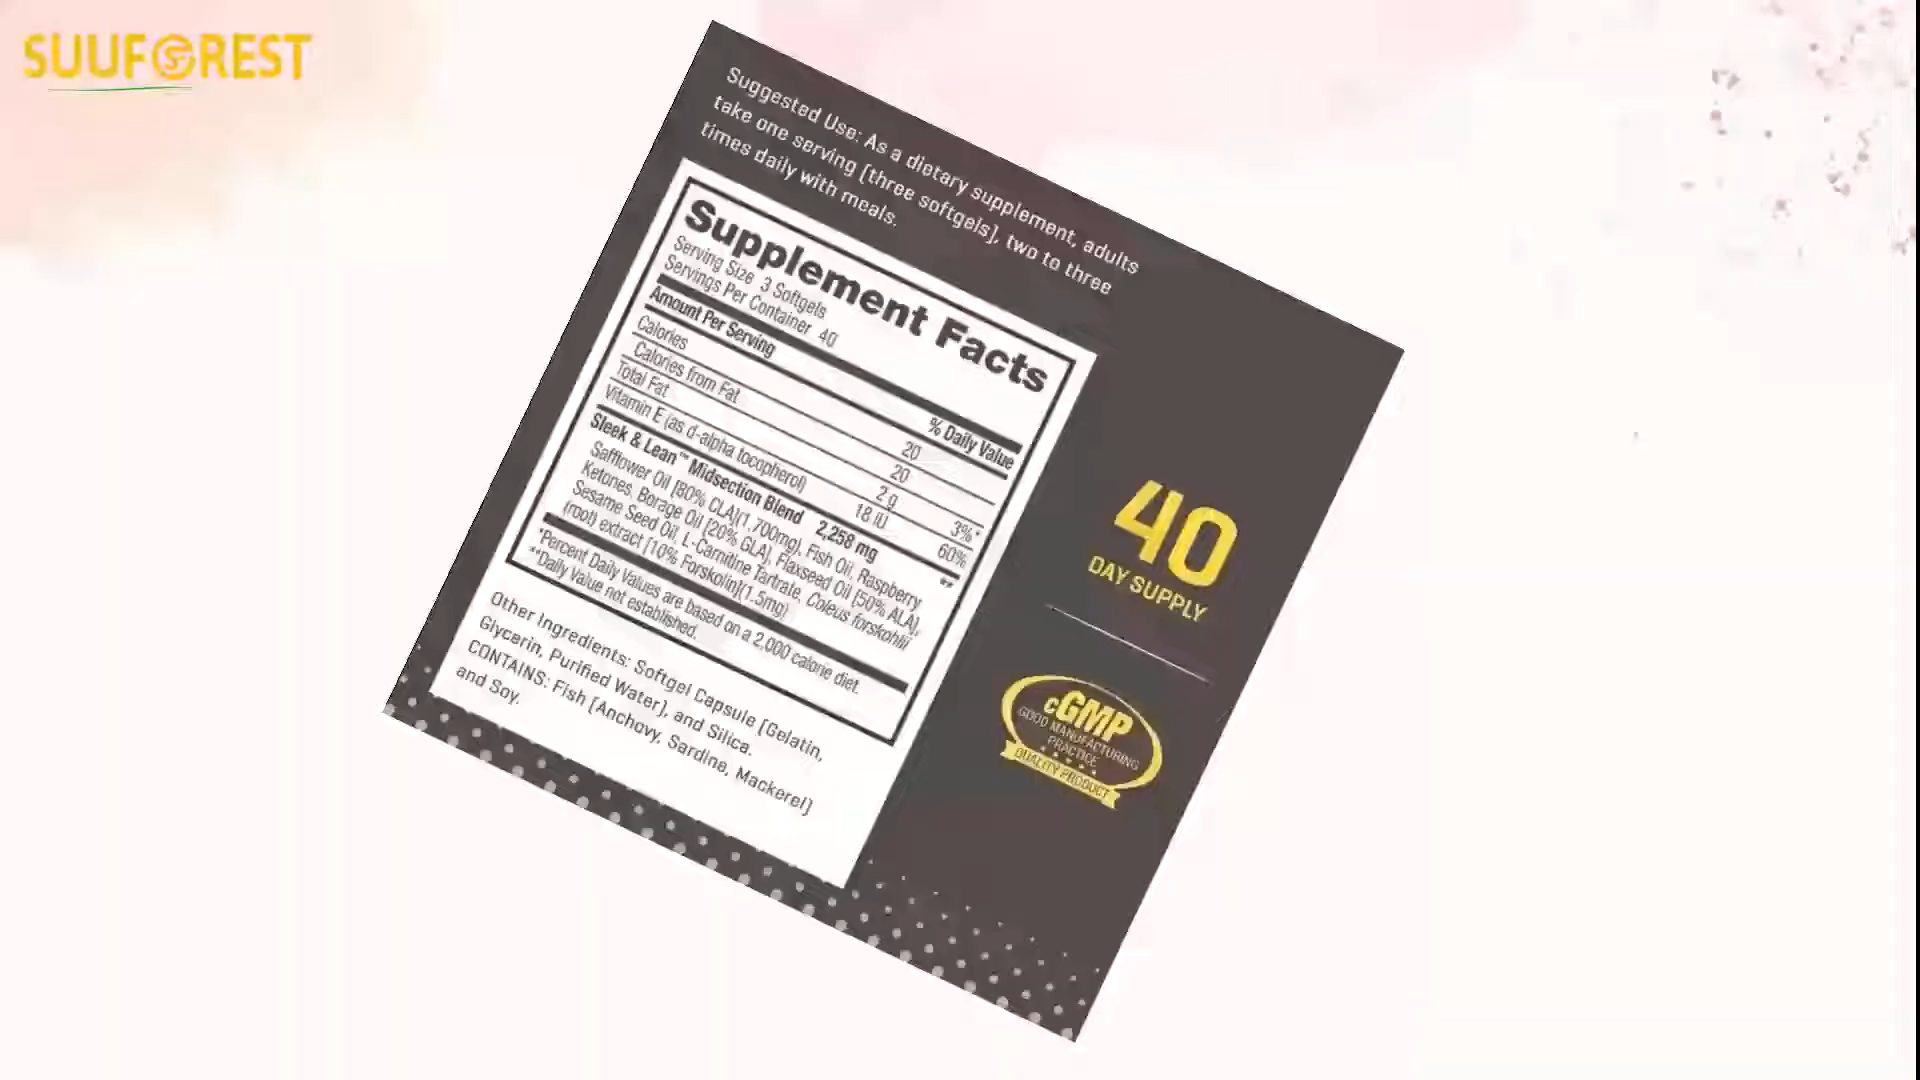 SUUFOREST
Suggested Use: As a dietary supplement, adults
take one serving [three softgels], two to three
times daily with meals.
Supplement Facts
Serving Size 3 Softgels
Servings Per Container 40
Amount Per Serving
% Daily Value
Calories 20
Calories from Fat 20
Total Fat 2 g 3%*
Vitamin E (as d-alpha tocopherol) 18 IU 60%
Sleek & Lean™ Midsection Blend 2,258 mg **
Safflower Oil [80% CLA](1,700mg), Fish Oil, Raspberry
Ketones, Borage Oil [20% GLA], Flaxseed Oil [50% ALA],
Sesame Seed Oil, L-Carnitine Tartrate, Coleus forskohlii
(root) extract [10% Forskolin](1.5mg)
*Percent Daily Values are based on a 2,000 calorie diet.
**Daily Value not established.
Other Ingredients: Softgel Capsule [Gelatin,
Glycerin, Purified Water], and Silica.
CONTAINS: Fish [Anchovy, Sardine, Mackerel]
and Soy.
40
DAY SUPPLY
cGMP
GOOD MANUFACTURING
PRACTICE
QUALITY PRODUCT